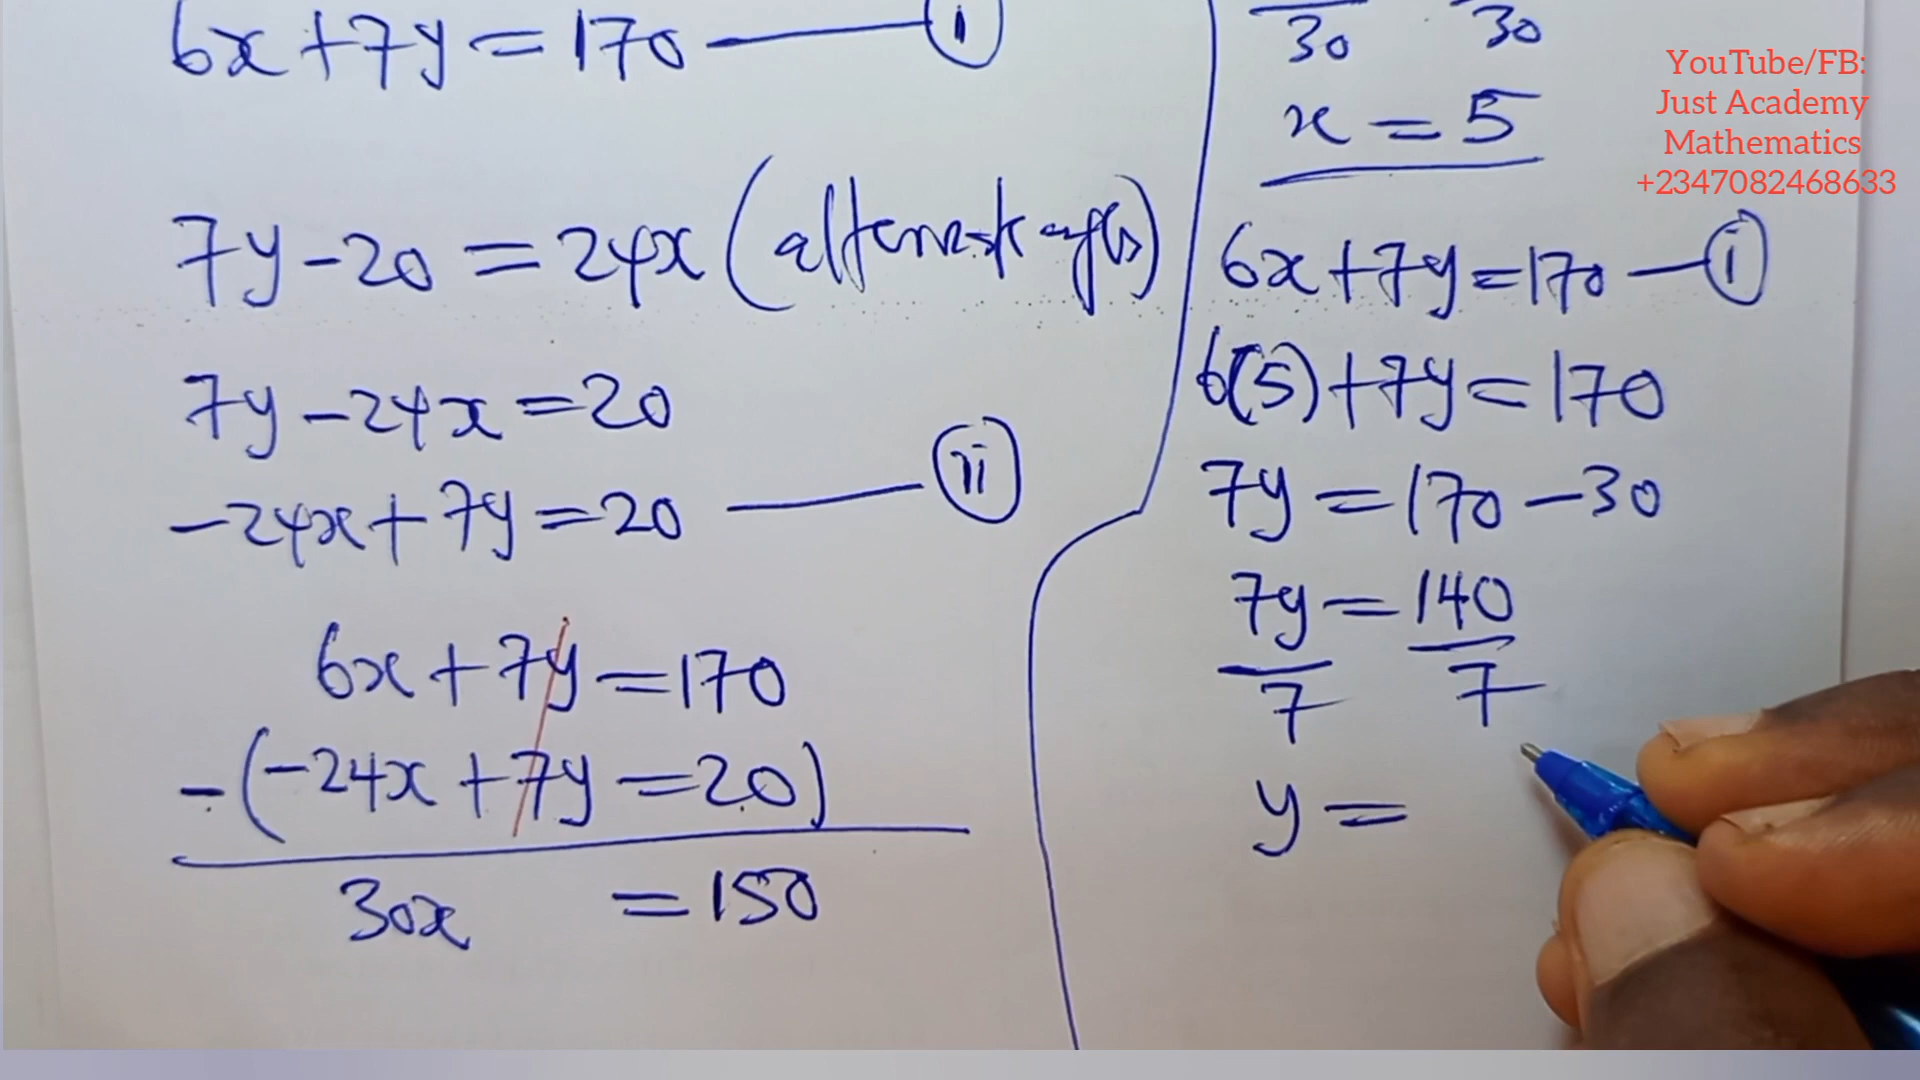 6x+7y=170 — (i)
7y-20=24x (alternate angles)
7y-24x=20
-24x+7y=20 — (ii)
6x+7y=170
-(-24x+7y=20)
30x =150
30 30
x=5
6x+7y=170 — (i)
6(5)+7y=170
7y=170-30
7y=140
7 7
y=
YouTube/FB:
Just Academy
Mathematics
+2347082468633